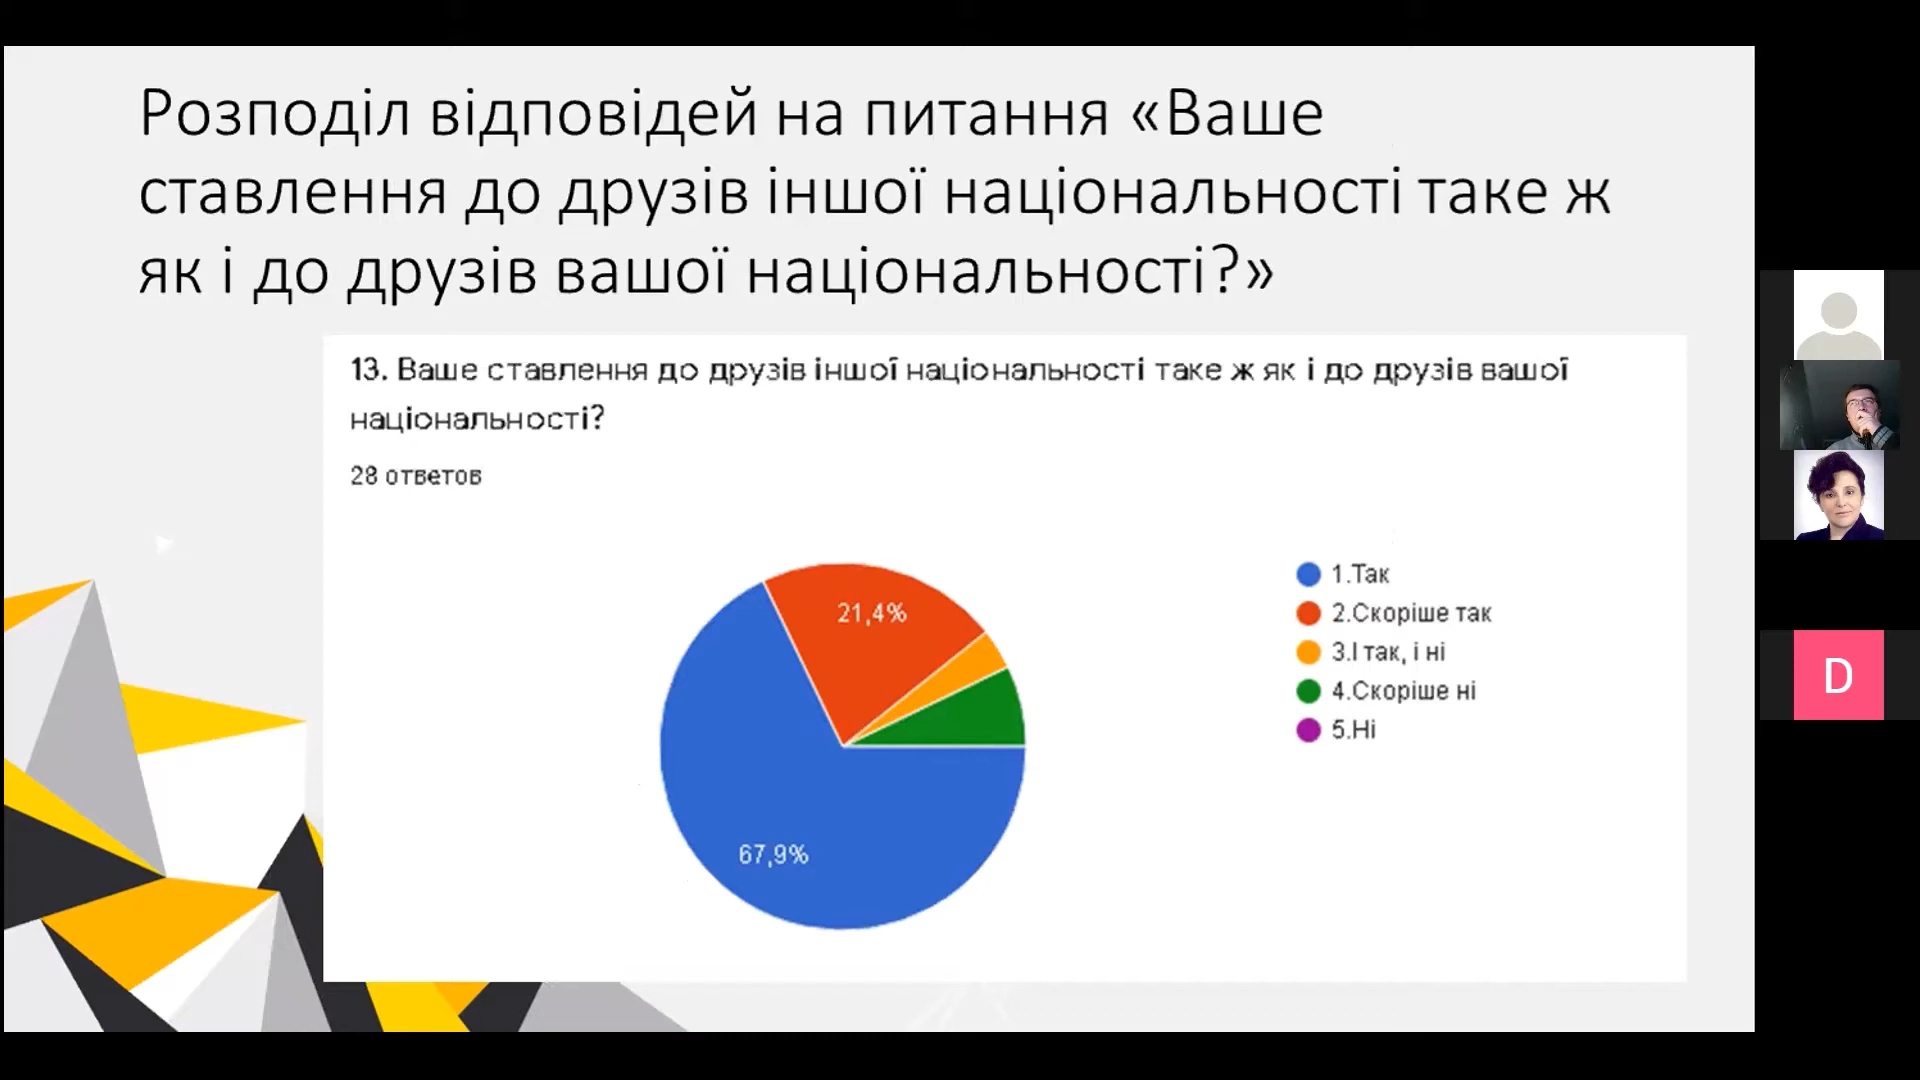 Розподіл відповідей на питання «Ваше
ставлення до друзів іншої національності таке ж
як і до друзів вашої національності?»
13. Ваше ставлення до друзів іншої національності таке ж як і до друзів вашої
національності?
28 ответов
21,4%
67,9%
1.Так
2.Скоріше так
3.І так, і ні
4.Скоріше ні
5.Ні
D